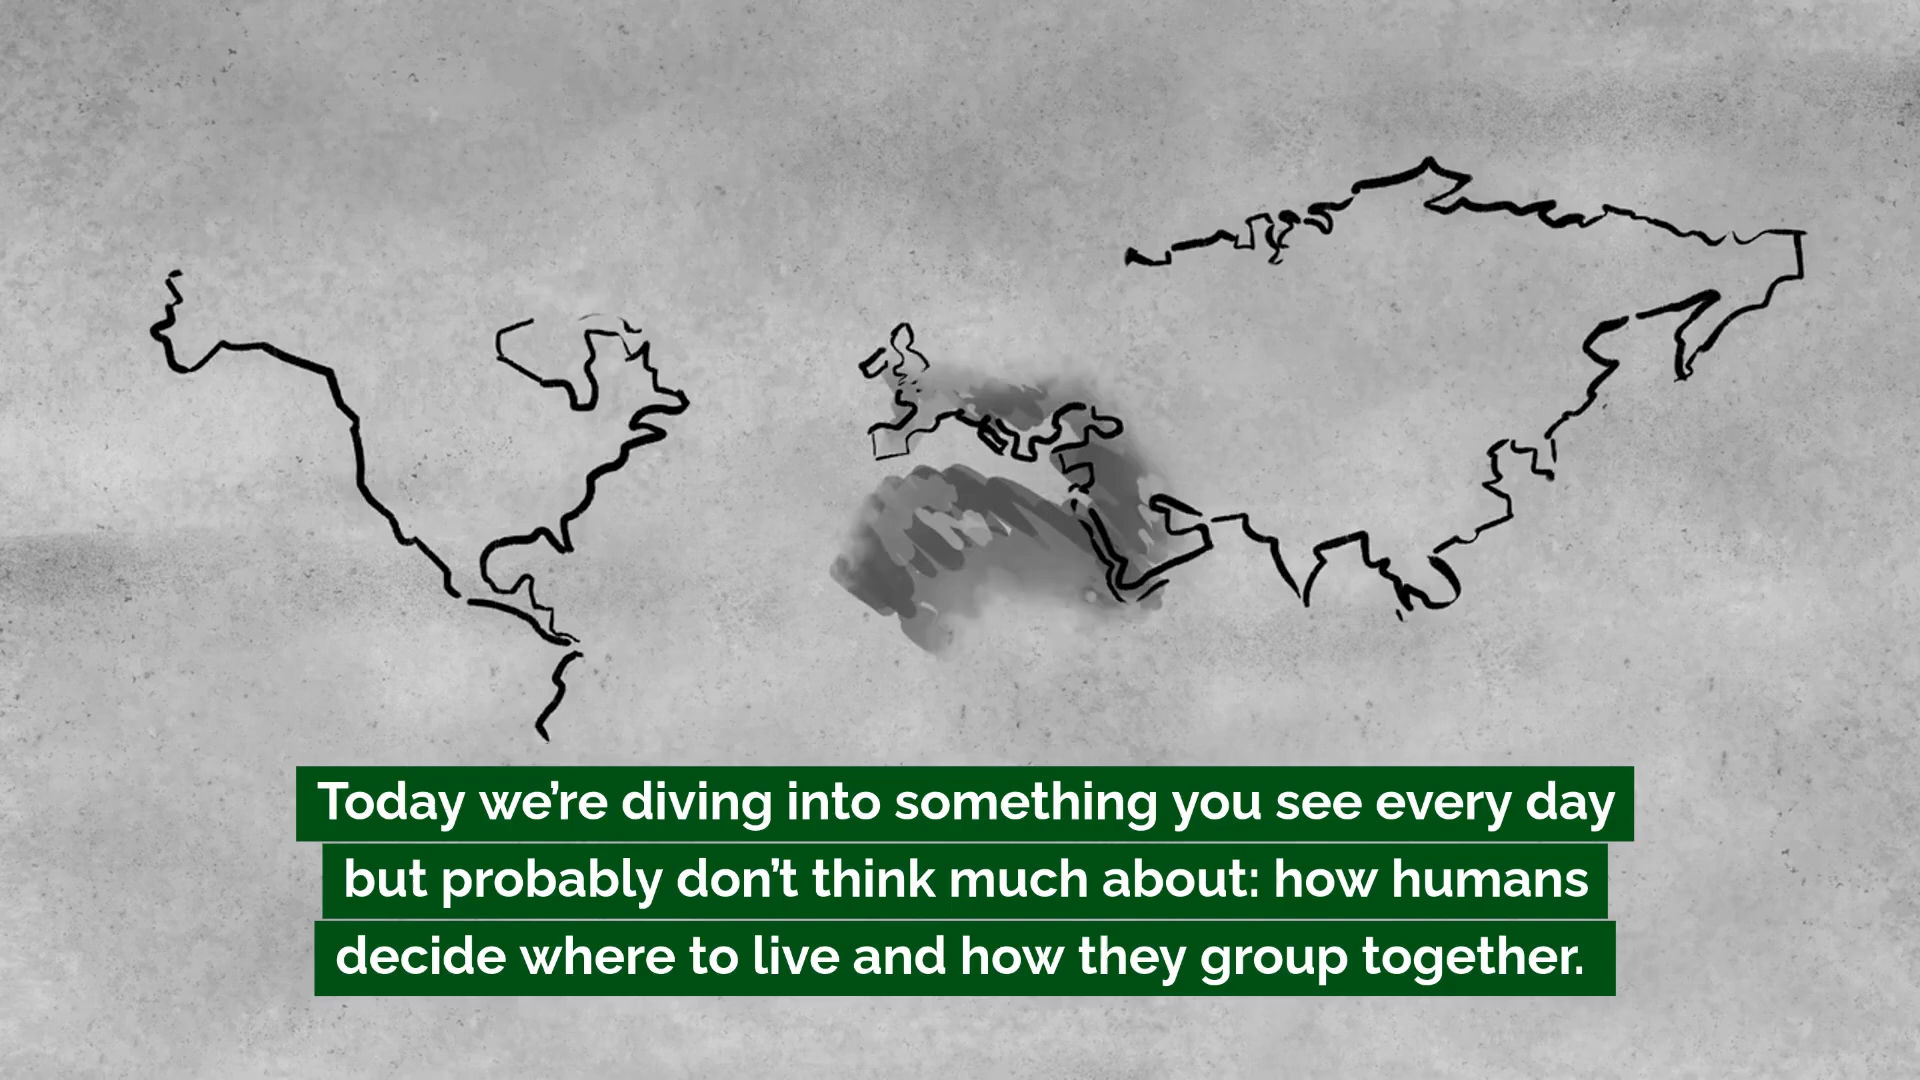 Today we’re diving into something you see every day
but probably don’t think much about: how humans
decide where to live and how they group together.